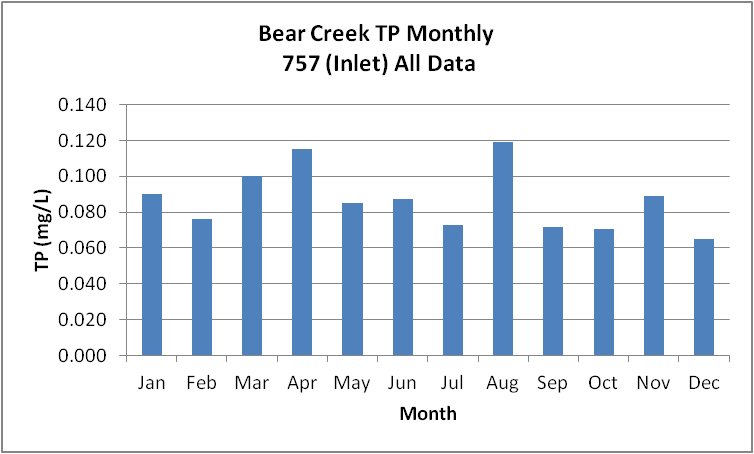 Bear Creek TP Monthly
757 (Inlet) All Data
TP (mg/L)
0.140
0.120
0.100
0.080
0.060
0.040
0.020
0.000
Jan Feb Mar Apr May Jun Jul Aug Sep Oct Nov Dec
Month